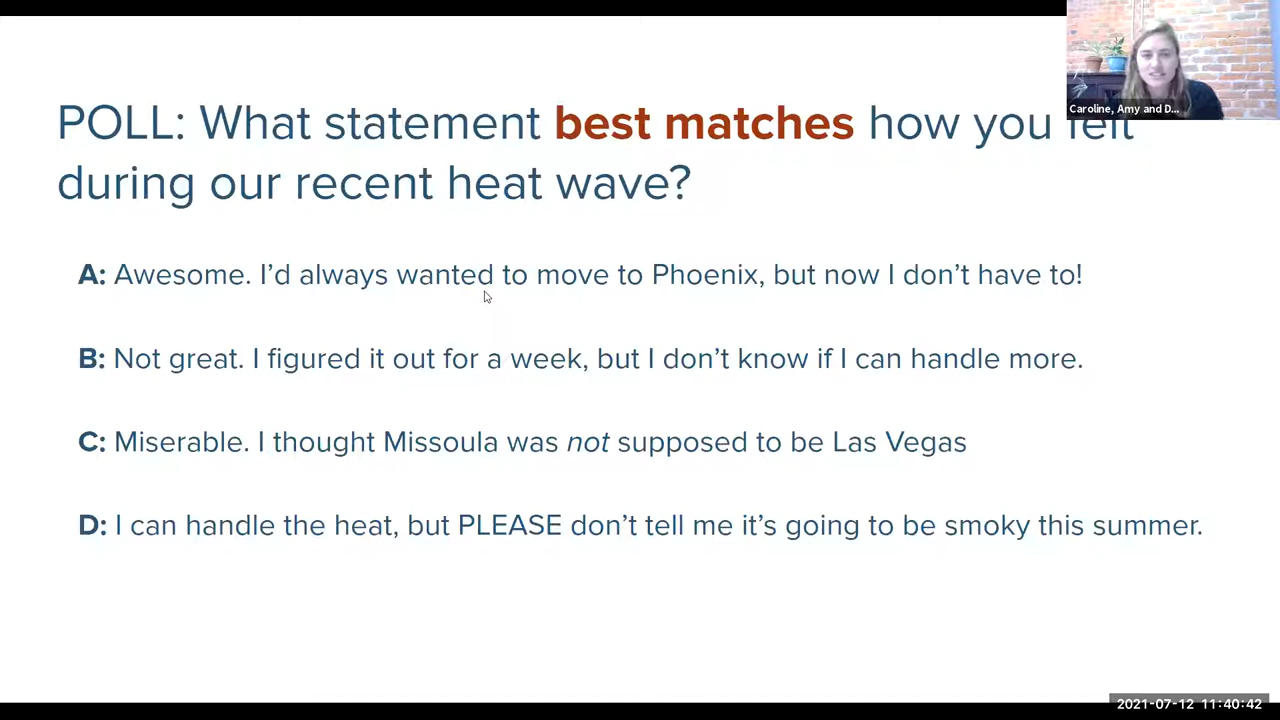 Caroline, Amy and D...
POLL: What statement best matches how you felt
during our recent heat wave?
A: Awesome. I’d always wanted to move to Phoenix, but now I don’t have to!
B: Not great. I figured it out for a week, but I don’t know if I can handle more.
C: Miserable. I thought Missoula was not supposed to be Las Vegas
D: I can handle the heat, but PLEASE don’t tell me it’s going to be smoky this summer.
2021-07-12 11:40:42